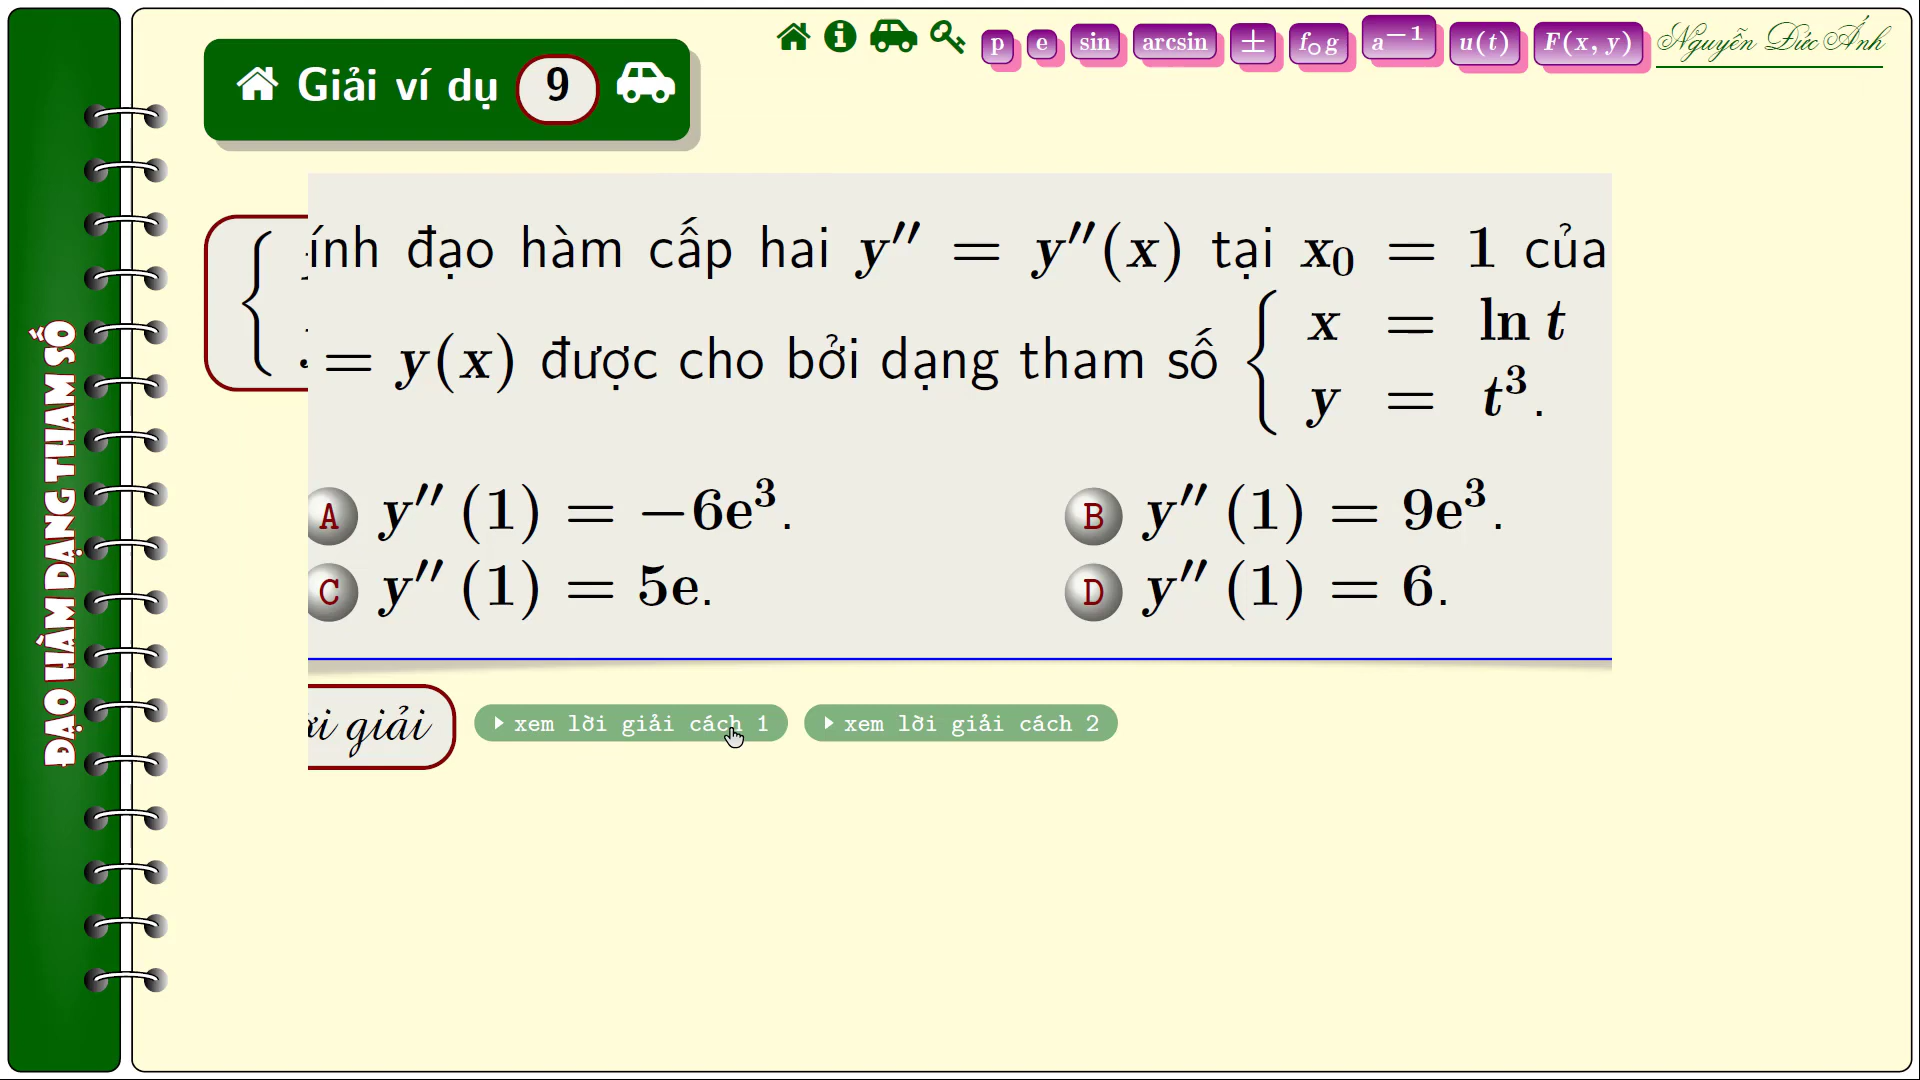 Giải ví dụ 9
p e sin arcsin ± f∘g a⁻¹ u(t) F(x, y) Nguyễn Đức Ánh
ĐẠO HÀM DẠNG THAM SỐ
ính đạo hàm cấp hai y″ = y″(x) tại x₀ = 1 của
= y(x) được cho bởi dạng tham số { x = ln t
y = t³.
A y″ (1) = −6e³.
B y″ (1) = 9e³.
C y″ (1) = 5e.
D y″ (1) = 6.
giải
xem lời giải cách 1
xem lời giải cách 2